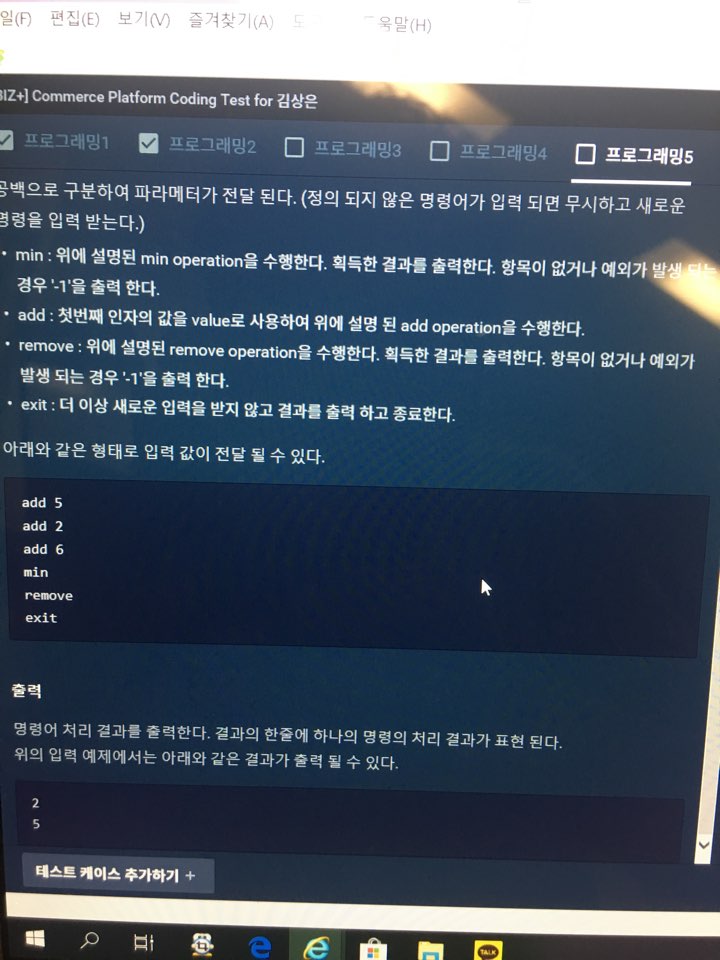 일(F) 편집(E) 보기(V) 즐겨찾기(A) 움말(H)
BIZ+] Commerce Platform Coding Test for 김상은
프로그래밍1 프로그래밍2 프로그래밍3 프로그래밍4 프로그래밍5
공백으로 구분하여 파라메터가 전달 된다. (정의 되지 않은 명령어가 입력 되면 무시하고 새로운
명령을 입력 받는다.)
• min : 위에 설명된 min operation을 수행한다. 획득한 결과를 출력한다. 항목이 없거나 예외가 발생 되는
경우 '-1'을 출력 한다.
• add : 첫번째 인자의 값을 value로 사용하여 위에 설명 된 add operation을 수행한다.
• remove : 위에 설명된 remove operation을 수행한다. 획득한 결과를 출력한다. 항목이 없거나 예외가
발생 되는 경우 '-1'을 출력 한다.
• exit : 더 이상 새로운 입력을 받지 않고 결과를 출력 하고 종료한다.
아래와 같은 형태로 입력 값이 전달 될 수 있다.
add 5
add 2
add 6
min
remove
exit
출력
명령어 처리 결과를 출력한다. 결과의 한줄에 하나의 명령의 처리 결과가 표현 된다.
위의 입력 예제에서는 아래와 같은 결과가 출력 될 수 있다.
2
5
테스트 케이스 추가하기 +
TALK